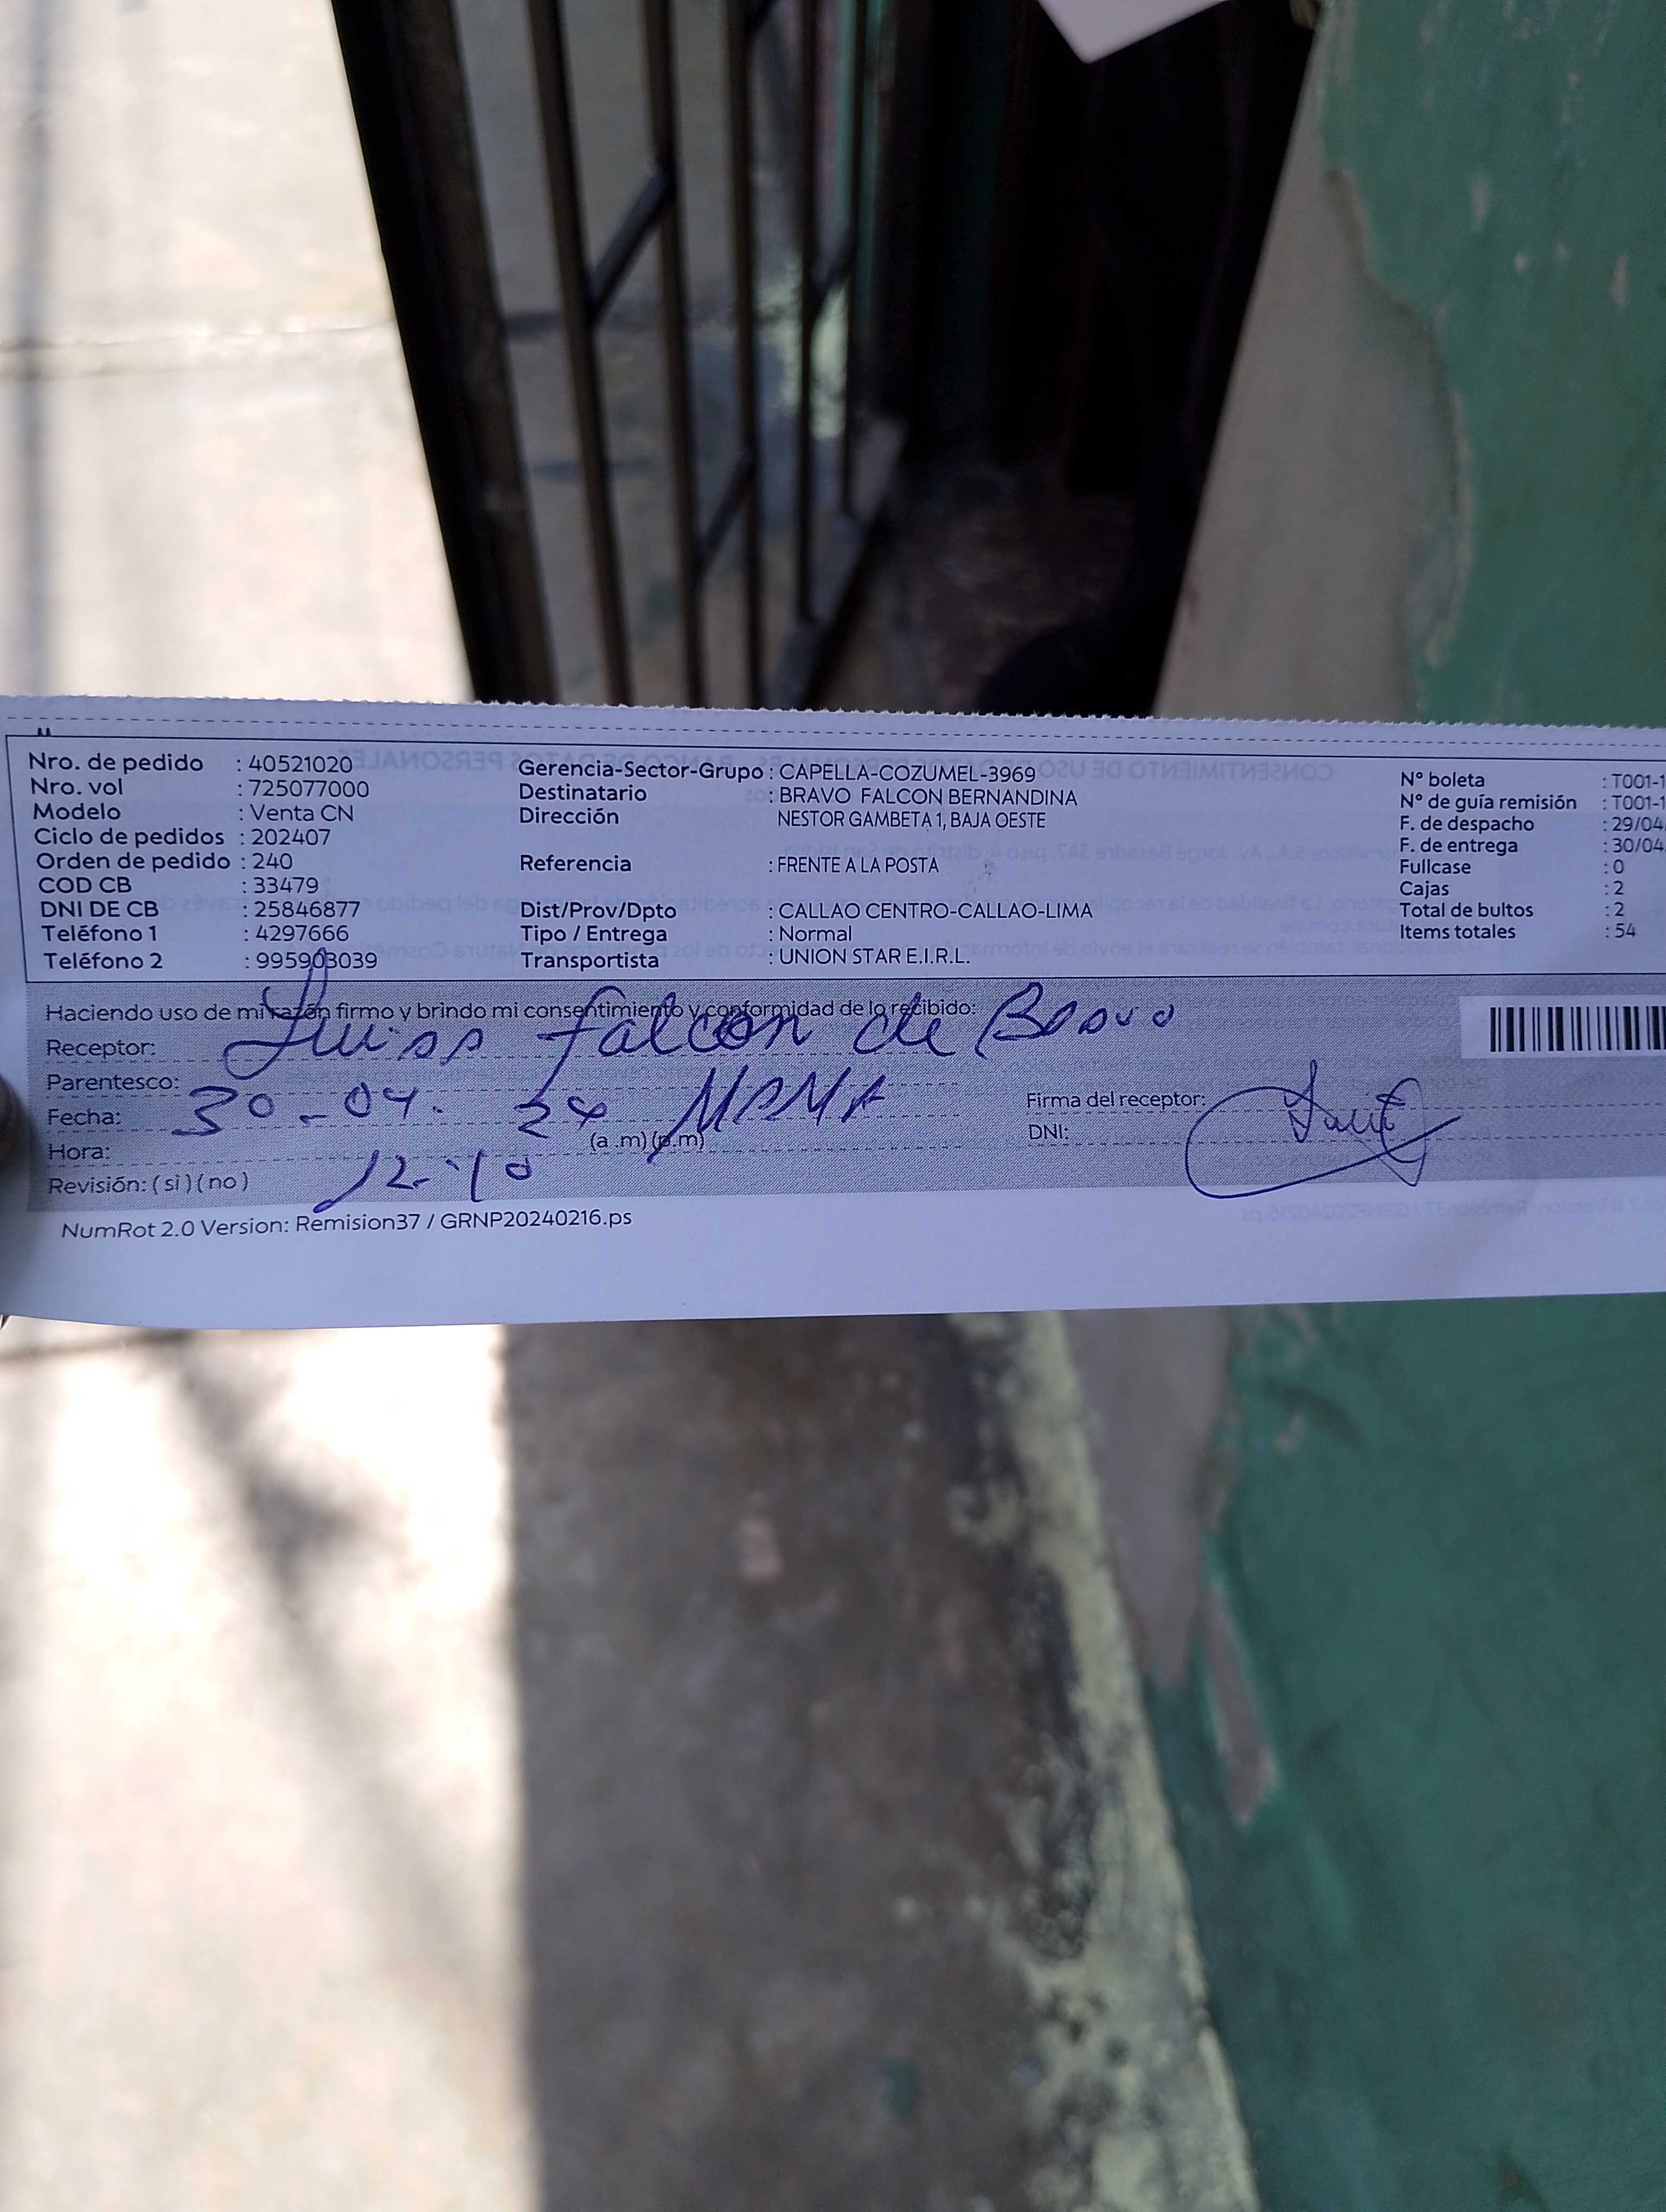 Nro. de pedido : 40521020
Nro. vol : 725077000
Modelo : Venta CN
Ciclo de pedidos : 202407
Orden de pedido : 240
COD CB : 33479
DNI DE CB : 25846877
Teléfono 1 : 4297666
Teléfono 2 : 995903039
Gerencia-Sector-Grupo : CAPELLA-COZUMEL-3969
Destinatario : BRAVO FALCON BERNANDINA
Dirección NESTOR GAMBETA 1, BAJA OESTE
Referencia : FRENTE A LA POSTA
Dist/Prov/Dpto : CALLAO CENTRO-CALLAO-LIMA
Tipo / Entrega : Normal
Transportista : UNION STAR E.I.R.L.
N° boleta : T001-1
N° de guía remisión : T001-1
F. de despacho : 29/04
F. de entrega : 30/04
Fullcase : 0
Cajas : 2
Total de bultos : 2
Items totales : 54
Haciendo uso de mi razón firmo y brindo mi consentimiento y conformidad de lo recibido:
Receptor: Falcon de Bravo
Parentesco: MAMA
Fecha: 30-04-24
Hora: 12:10 (a.m)(p.m)
Revisión: (si)(no)
Firma del receptor:
DNI:
NumRot 2.0 Version: Remision37 / GRNP20240216.ps